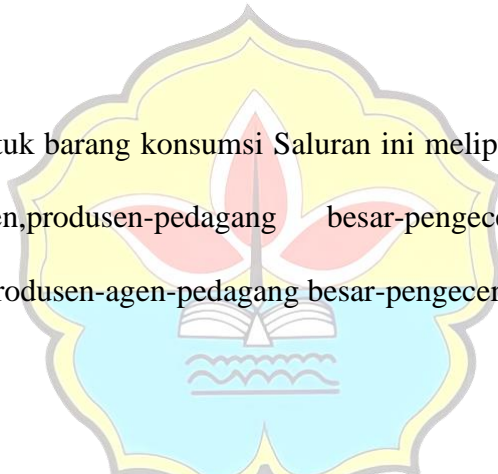 tuk barang konsumsi Saluran ini melip
en,produsen-pedagang besar-pengece
rodusen-agen-pedagang besar-pengecer